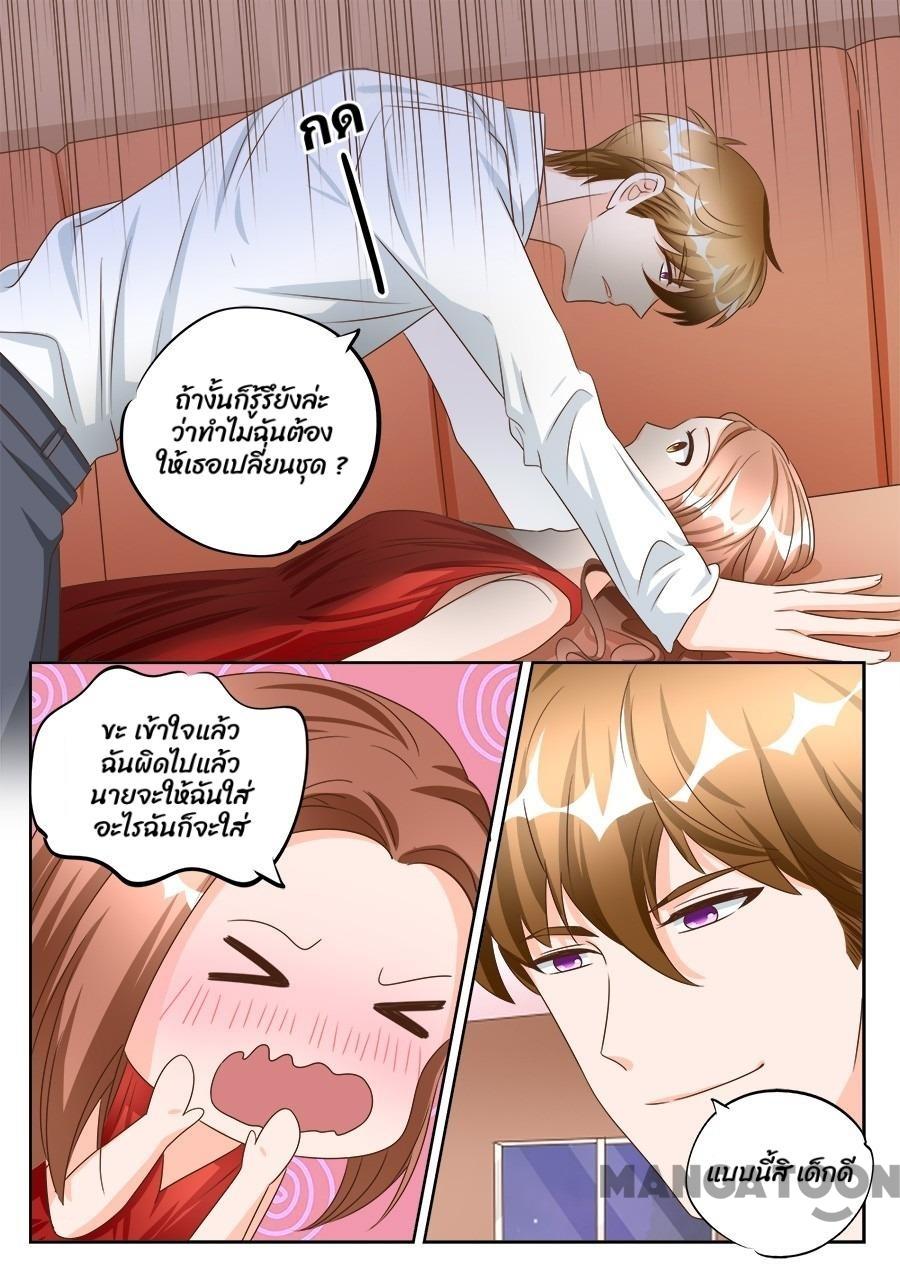 กด
ถ้างั้นก็รู้รึยังล่ะ
ว่าทำไมฉันต้อง
ให้เธอเปลี่ยนชุด ?
ขะ เข้าใจแล้ว
ฉันผิดไปแล้ว
นายจะให้ฉันใส่
อะไรฉันก็จะใส่
แบบนี้สิ เด็กดี
MANGATOON